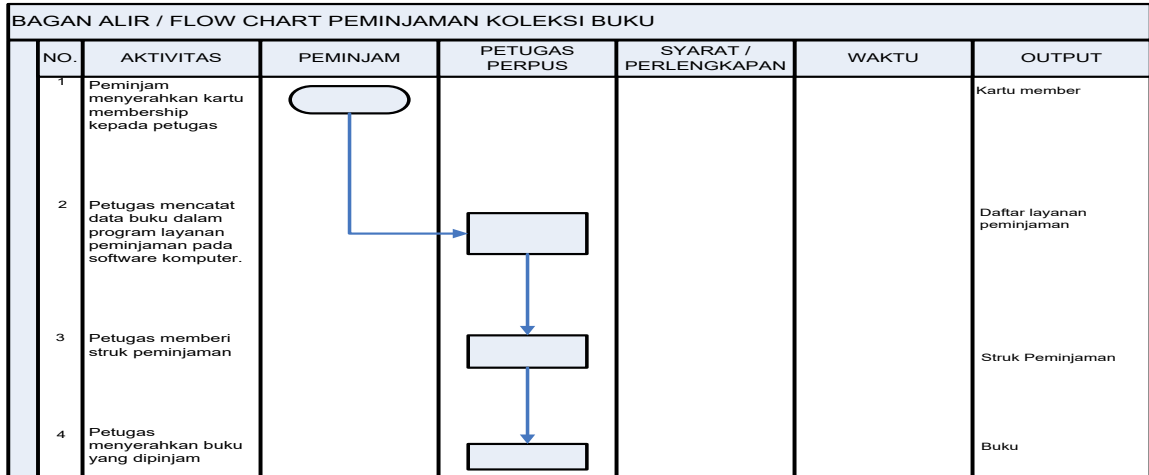 BAGAN ALIR / FLOW CHART PEMINJAMAN KOLEKSI BUKU
NO.
AKTIVITAS
PEMINJAM
PETUGAS
PERPUS
SYARAT /
PERLENGKAPAN
WAKTU
OUTPUT
1
Peminjam
menyerahkan kartu
membership
kepada petugas
Kartu member
2
Petugas mencatat
data buku dalam
program layanan
peminjaman pada
software komputer.
Daftar layanan
peminjaman
3
Petugas memberi
struk peminjaman
Struk Peminjaman
4
Petugas
menyerahkan buku
yang dipinjam
Buku